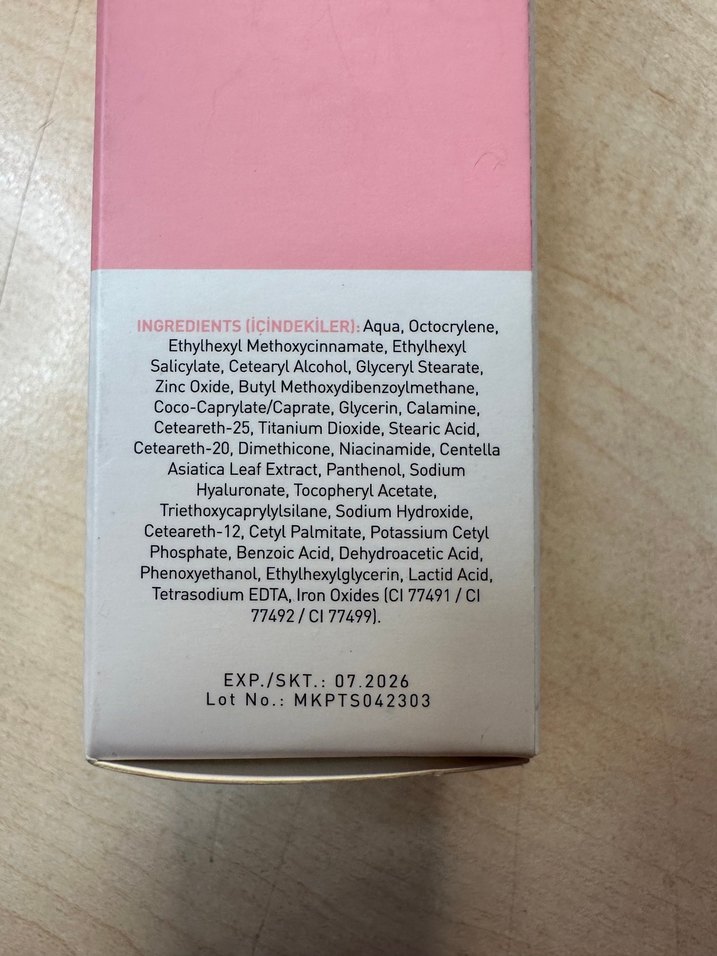 INGREDIENTS (İÇİNDEKİLER): Aqua, Octocrylene,
Ethylhexyl Methoxycinnamate, Ethylhexyl
Salicylate, Cetearyl Alcohol, Glyceryl Stearate,
Zinc Oxide, Butyl Methoxydibenzoylmethane,
Coco-Caprylate/Caprate, Glycerin, Calamine,
Ceteareth-25, Titanium Dioxide, Stearic Acid,
Ceteareth-20, Dimethicone, Niacinamide, Centella
Asiatica Leaf Extract, Panthenol, Sodium
Hyaluronate, Tocopheryl Acetate,
Triethoxycaprylylsilane, Sodium Hydroxide,
Ceteareth-12, Cetyl Palmitate, Potassium Cetyl
Phosphate, Benzoic Acid, Dehydroacetic Acid,
Phenoxyethanol, Ethylhexylglycerin, Lactid Acid,
Tetrasodium EDTA, Iron Oxides (CI 77491 / CI
77492 / CI 77499).
EXP./SKT.: 07.2026
Lot No.: MKPTS042303